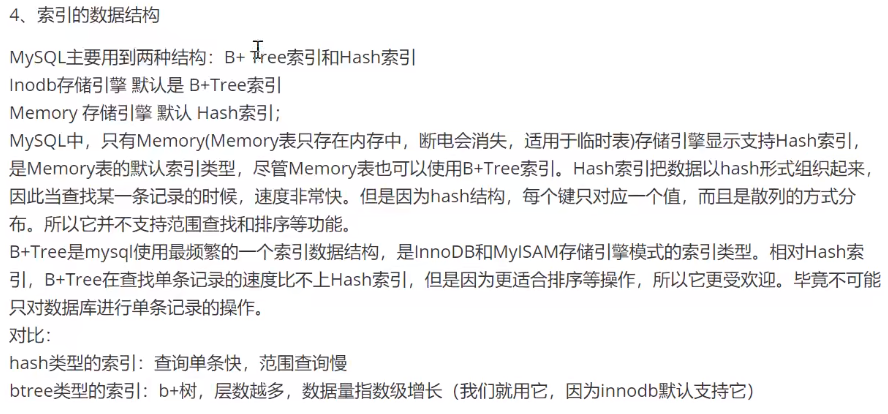 4、索引的数据结构
MySQL主要用到两种结构：B+ Tree索引和Hash索引
Inodb存储引擎 默认是 B+Tree索引
Memory 存储引擎 默认 Hash索引；
MySQL中，只有Memory(Memory表只存在内存中，断电会消失，适用于临时表)存储引擎显示支持Hash索引，
是Memory表的默认索引类型，尽管Memory表也可以使用B+Tree索引。Hash索引把数据以hash形式组织起来，
因此当查找某一条记录的时候，速度非常快。但是因为hash结构，每个键只对应一个值，而且是散列的方式分
布。所以它并不支持范围查找和排序等功能。
B+Tree是mysql使用最频繁的一个索引数据结构，是InnoDB和MyISAM存储引擎模式的索引类型。相对Hash索
引，B+Tree在查找单条记录的速度比不上Hash索引，但是因为更适合排序等操作，所以它更受欢迎。毕竟不可能
只对数据库进行单条记录的操作。
对比：
hash类型的索引：查询单条快，范围查询慢
btree类型的索引：b+树，层数越多，数据量指数级增长（我们就用它，因为innodb默认支持它）